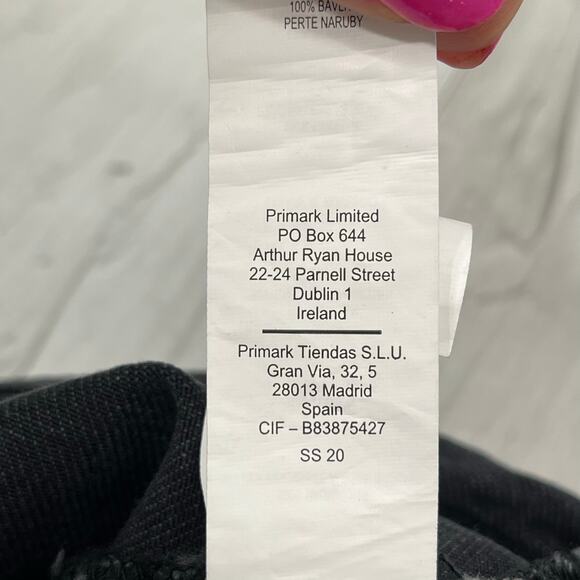 100% BAVL
PERTE NARUBY
Primark Limited
PO Box 644
Arthur Ryan House
22-24 Parnell Street
Dublin 1
Ireland
Primark Tiendas S.L.U.
Gran Via, 32, 5
28013 Madrid
Spain
CIF – B83875427
SS 20